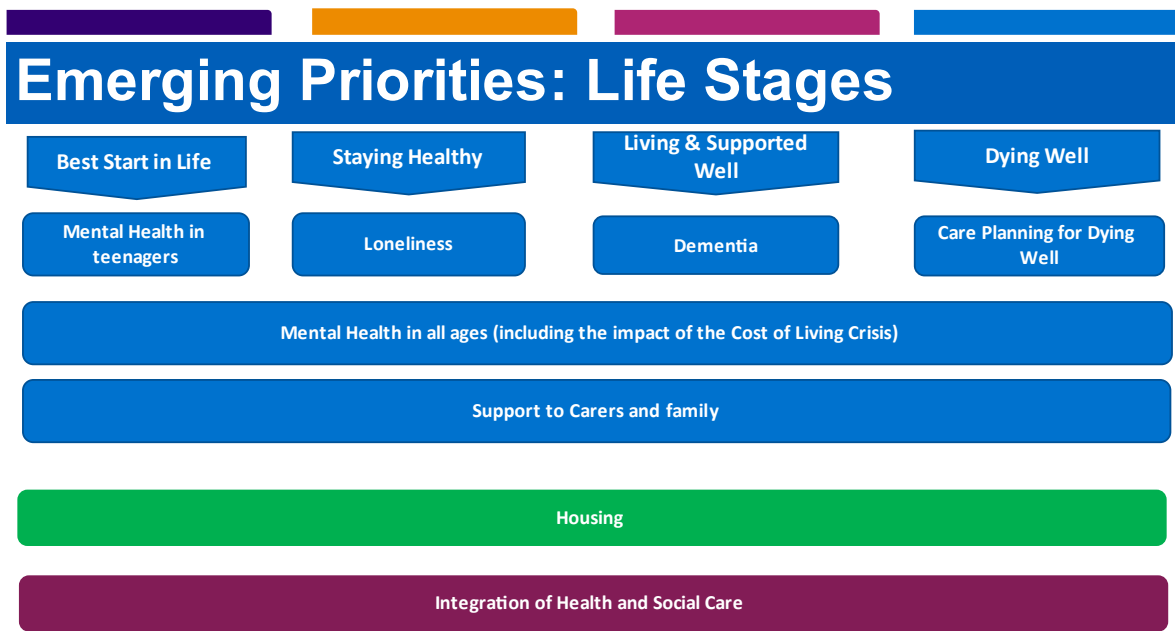 Emerging Priorities: Life Stages
Best Start in Life
Staying Healthy
Living & Supported
Well
Dying Well
Mental Health in
teenagers
Loneliness
Dementia
Care Planning for Dying
Well
Mental Health in all ages (including the impact of the Cost of Living Crisis)
Support to Carers and family
Housing
Integration of Health and Social Care